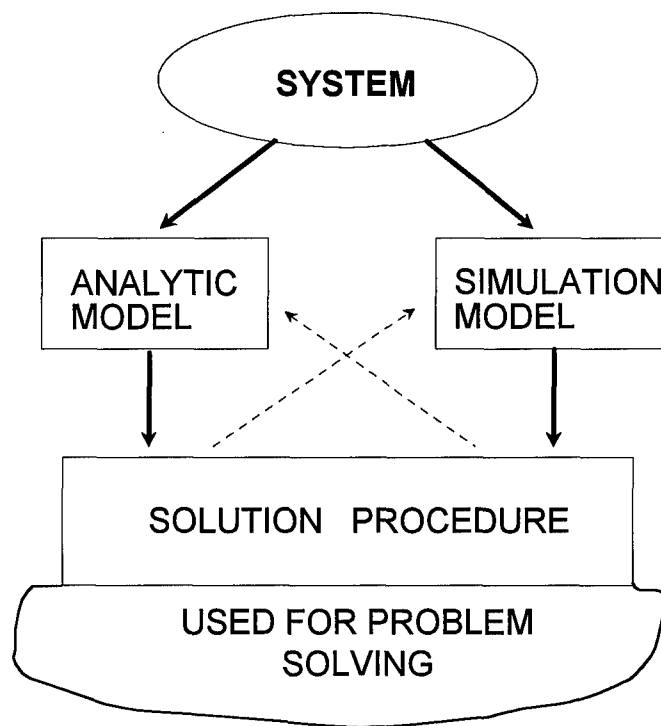 SYSTEM
ANALYTIC
MODEL
SIMULATION
MODEL
SOLUTION PROCEDURE
USED FOR PROBLEM
SOLVING